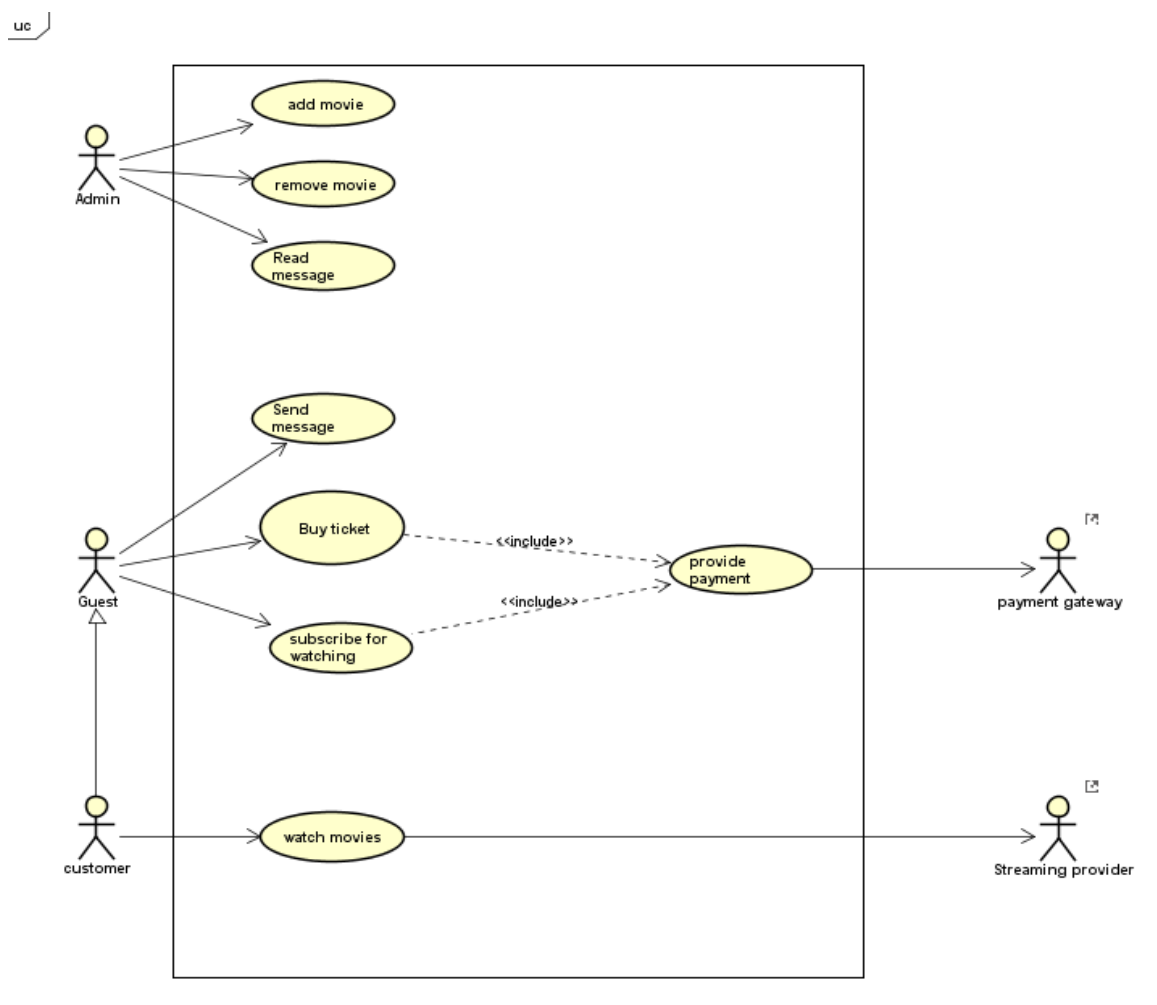 uc
add movie
remove movie
Admin
Read
message
Send
message
Buy ticket
<<include>>
provide
payment
Guest
payment gateway
<<include>>
subscribe for
watching
watch movies
customer
Streaming provider